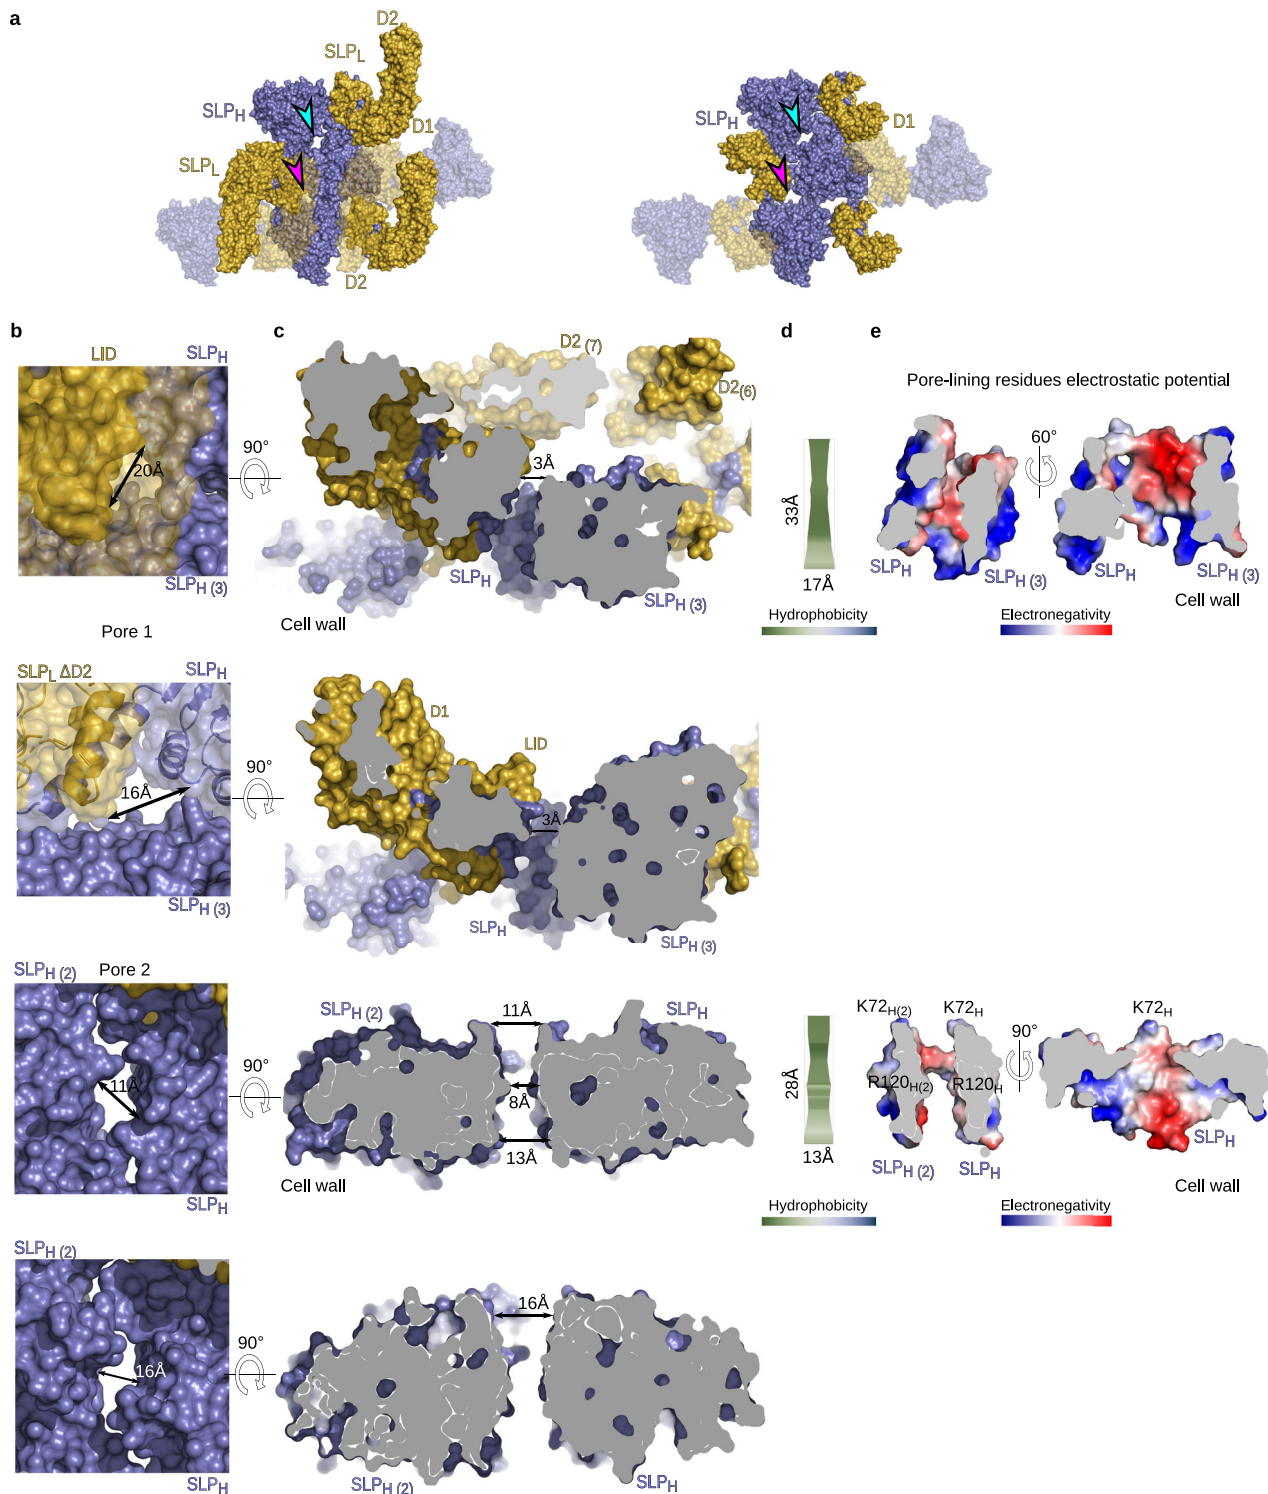 a
D2
SLPL
SLPH
D1
SLPL
D2
SLPH
D1
b
c
d
e
LID
SLPH
20Å
SLPH (3)
90°
D2 (7)
D2(6)
3Å
SLPH
SLPH (3)
Cell wall
33Å
17Å
Hydrophobicity
Pore-lining residues electrostatic potential
60°
SLPH
SLPH (3)
SLPH
SLPH (3)
Cell wall
Electronegativity
Pore 1
SLPL ΔD2
SLPH
16Å
SLPH (3)
90°
D1
LID
3Å
SLPH
SLPH (3)
SLPH (2)
Pore 2
11Å
SLPH
90°
SLPH (2)
11Å
SLPH
8Å
13Å
Cell wall
28Å
13Å
Hydrophobicity
K72H(2)
K72H
R120H(2)
R120H
SLPH (2)
SLPH
90°
K72H
SLPH
Cell wall
Electronegativity
SLPH (2)
16Å
SLPH
90°
16Å
SLPH (2)
SLPH